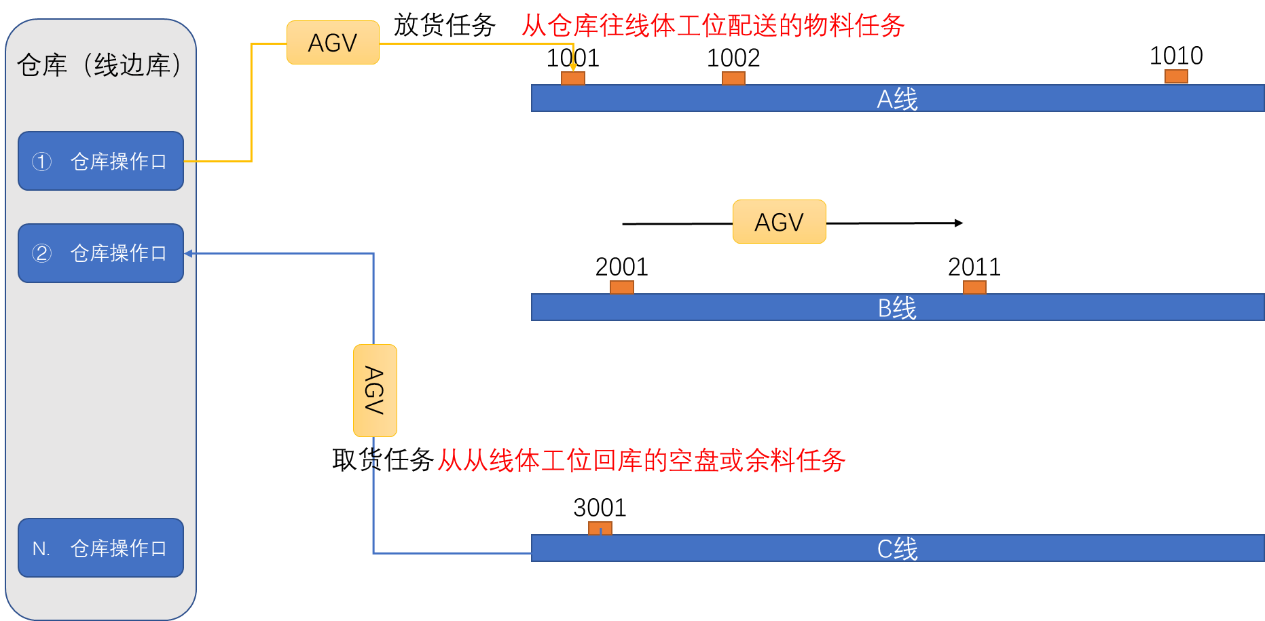 放货任务 从仓库往线体工位配送的物料任务
AGV
仓库（线边库）
1001 1002 1010
A线
① 仓库操作口
AGV
② 仓库操作口
2001 2011
B线
AGV
取货任务从从线体工位回库的空盘或余料任务
3001
N. 仓库操作口
C线